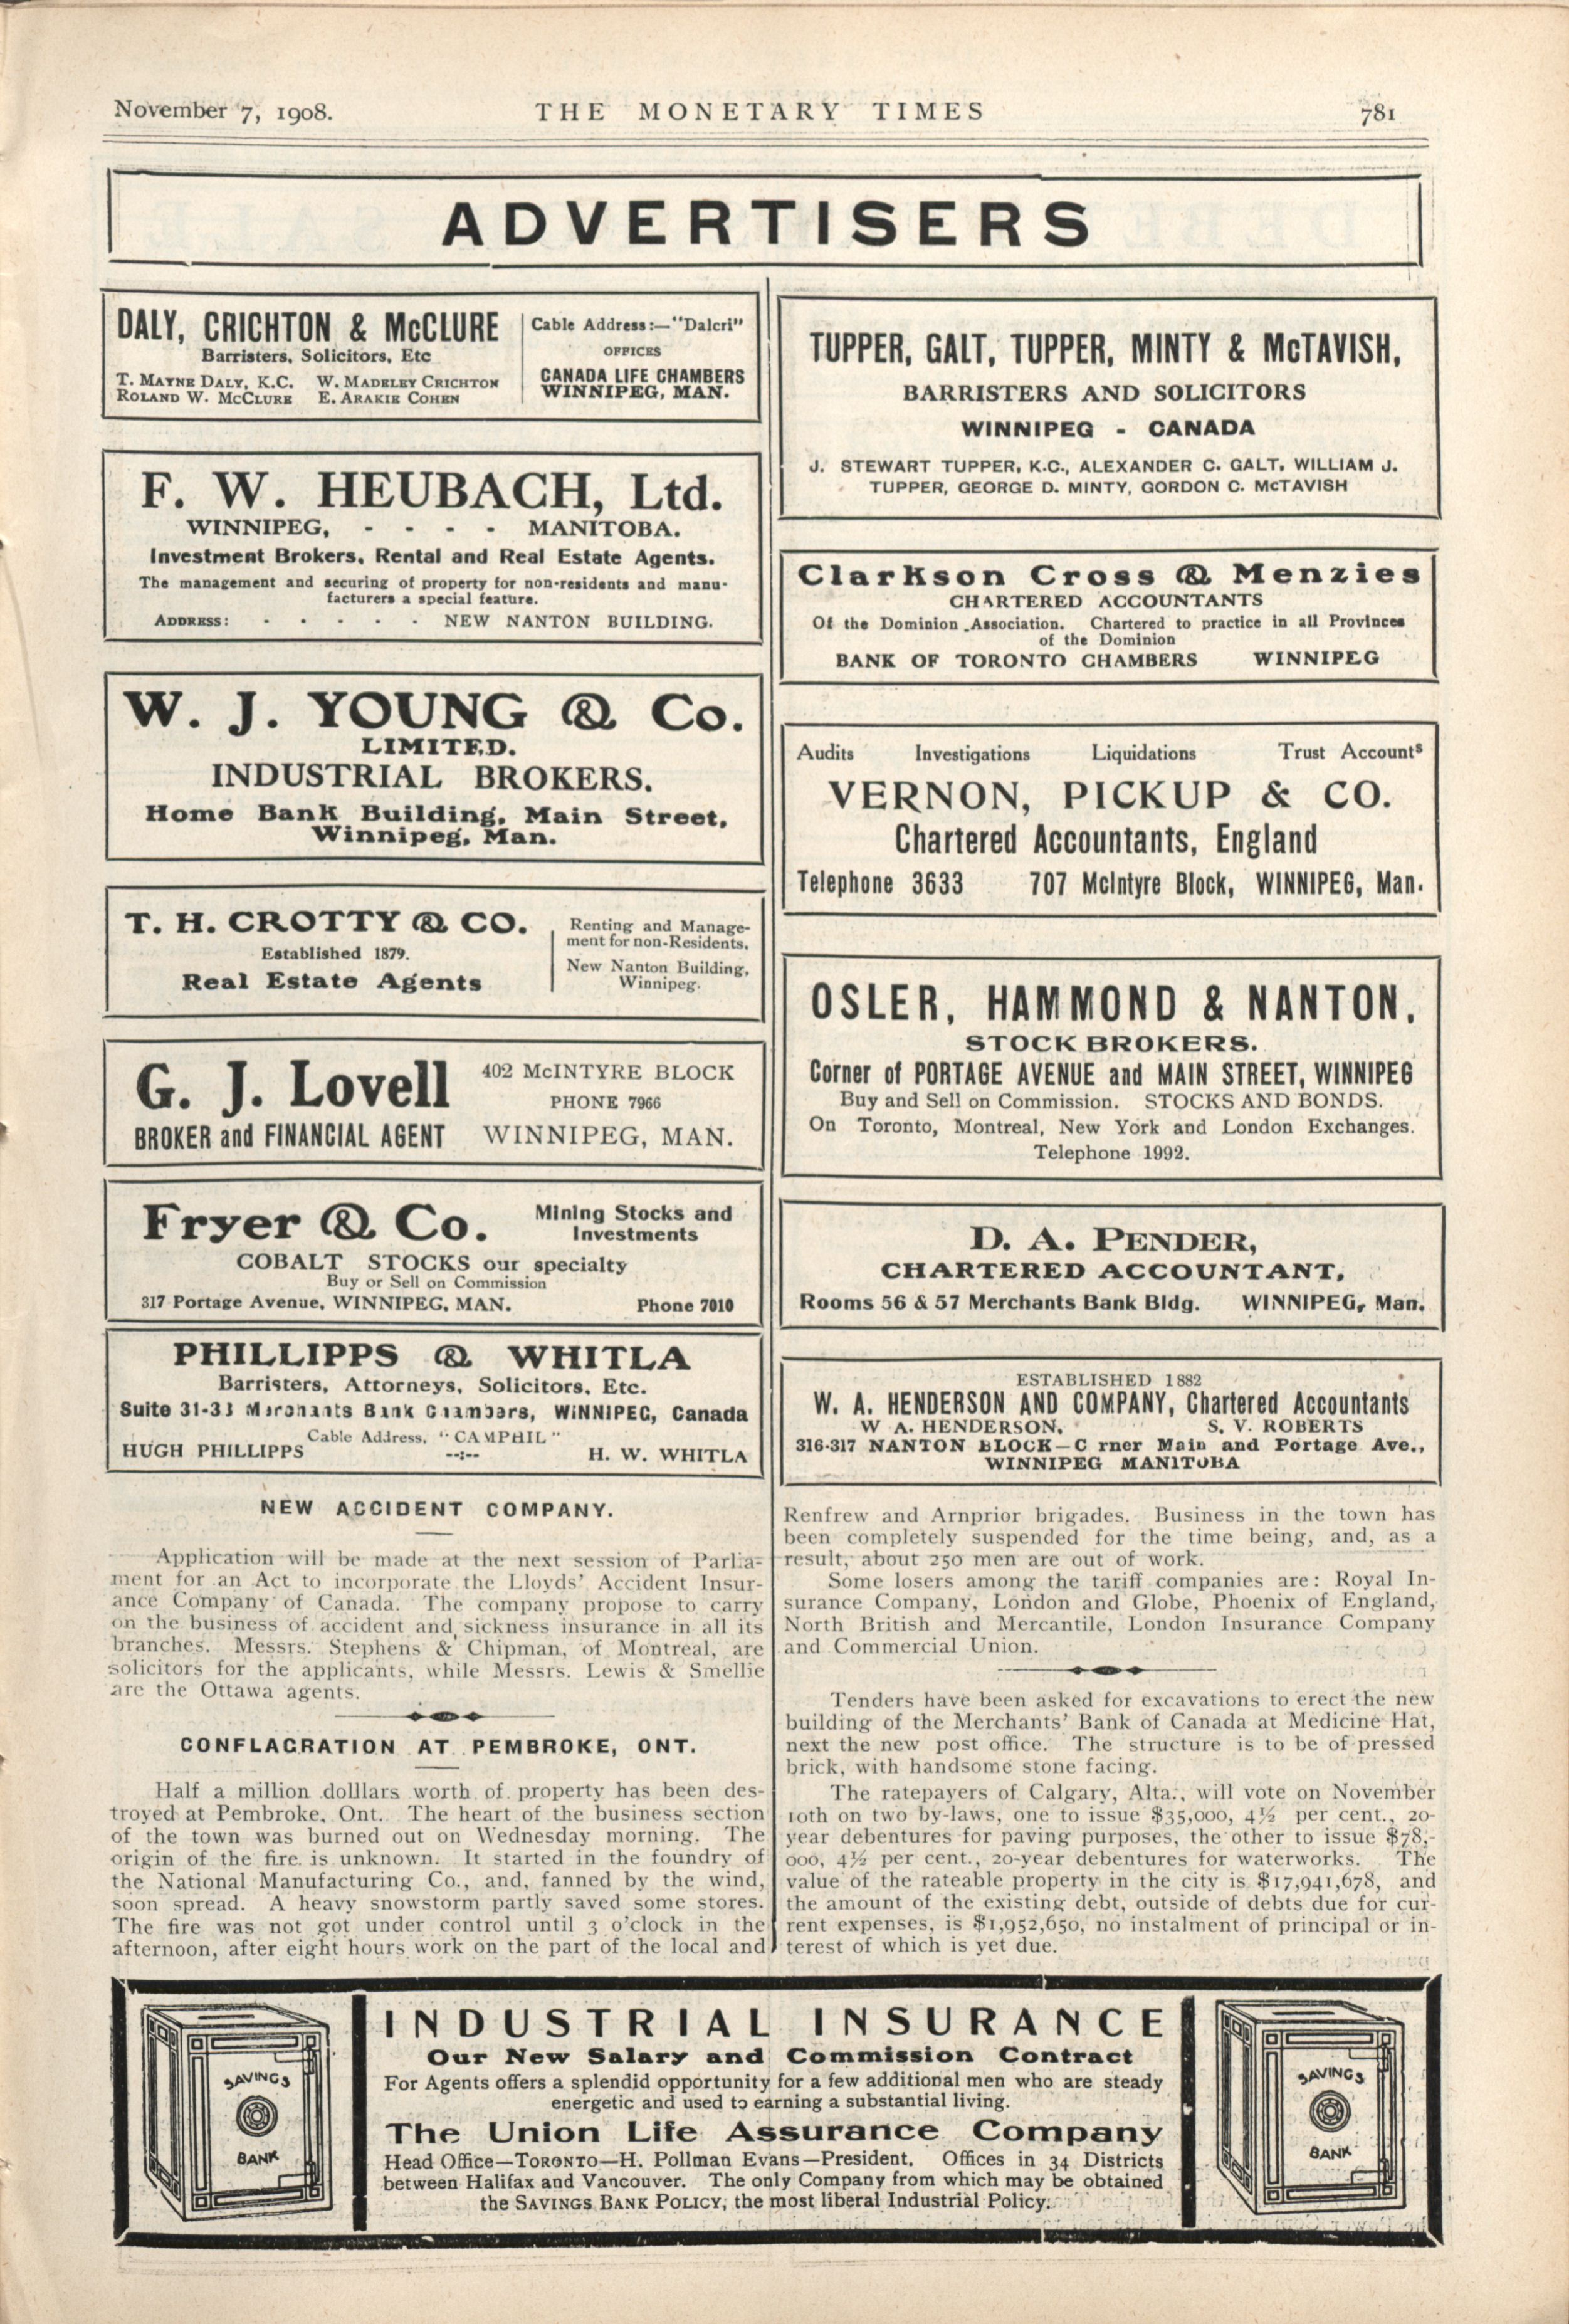 November 7, 1908.
THE MONETARY TIMES
781
ADVERTISERS
DALY, CRICHTON & McCLURE
Barristers, Solicitors, Etc
T. MAYNE DALY, K.C. W. MADELEY CRICHTON
ROLAND W. McCLURE E. ARAKIE COHEN
Cable Address:—"Dalcri"
OFFICES
CANADA LIFE CHAMBERS
WINNIPEG, MAN.
F. W. HEUBACH, Ltd.
WINNIPEG, - - - - MANITOBA.
Investment Brokers, Rental and Real Estate Agents.
The management and securing of property for non-residents and manu-
facturers a special feature.
ADDRESS: - - - - - NEW NANTON BUILDING.
W. J. YOUNG & Co.
LIMITED.
INDUSTRIAL BROKERS.
Home Bank Building, Main Street,
Winnipeg, Man.
T. H. CROTTY & CO.
Established 1879.
Real Estate Agents
Renting and Manage-
ment for non-Residents,
New Nanton Building,
Winnipeg.
G. J. Lovell
BROKER and FINANCIAL AGENT
402 McINTYRE BLOCK
PHONE 7966
WINNIPEG, MAN.
Fryer & Co.
Mining Stocks and
Investments
COBALT STOCKS our specialty
Buy or Sell on Commission
317 Portage Avenue, WINNIPEG, MAN. Phone 7010
PHILLIPPS & WHITLA
Barristers, Attorneys, Solicitors, Etc.
Suite 31-33 Merchants Bank Chambers, WINNIPEG, Canada
Cable Address, "CAMPHIL"
HUGH PHILLIPPS --:-- H. W. WHITLA
TUPPER, GALT, TUPPER, MINTY & McTAVISH,
BARRISTERS AND SOLICITORS
WINNIPEG - CANADA
J. STEWART TUPPER, K.C., ALEXANDER C. GALT, WILLIAM J.
TUPPER, GEORGE D. MINTY, GORDON C. McTAVISH
Clarkson Cross & Menzies
CHARTERED ACCOUNTANTS
Of the Dominion Association. Chartered to practice in all Provinces
of the Dominion
BANK OF TORONTO CHAMBERS WINNIPEG
Audits Investigations Liquidations Trust Accounts
VERNON, PICKUP & CO.
Chartered Accountants, England
Telephone 3633 707 McIntyre Block, WINNIPEG, Man.
OSLER, HAMMOND & NANTON,
STOCK BROKERS.
Corner of PORTAGE AVENUE and MAIN STREET, WINNIPEG
Buy and Sell on Commission. STOCKS AND BONDS.
On Toronto, Montreal, New York and London Exchanges.
Telephone 1992.
D. A. PENDER,
CHARTERED ACCOUNTANT,
Rooms 56 & 57 Merchants Bank Bldg. WINNIPEG, Man.
ESTABLISHED 1882
W. A. HENDERSON AND COMPANY, Chartered Accountants
W A. HENDERSON, S. V. ROBERTS
316-317 NANTON BLOCK—C rner Main and Portage Ave.,
WINNIPEG MANITOBA
NEW ACCIDENT COMPANY.
Application will be made at the next session of Parlia-
ment for an Act to incorporate the Lloyds' Accident Insur-
ance Company of Canada. The company propose to carry
on the business of accident and sickness insurance in all its
branches. Messrs. Stephens & Chipman, of Montreal, are
solicitors for the applicants, while Messrs. Lewis & Smellie
are the Ottawa agents.
CONFLAGRATION AT PEMBROKE, ONT.
Half a million dolllars worth of property has been des-
troyed at Pembroke, Ont. The heart of the business section
of the town was burned out on Wednesday morning. The
origin of the fire is unknown. It started in the foundry of
the National Manufacturing Co., and, fanned by the wind,
soon spread. A heavy snowstorm partly saved some stores.
The fire was not got under control until 3 o'clock in the
afternoon, after eight hours work on the part of the local and
Renfrew and Arnprior brigades. Business in the town has
been completely suspended for the time being, and, as a
result, about 250 men are out of work.
Some losers among the tariff companies are: Royal In-
surance Company, London and Globe, Phoenix of England,
North British and Mercantile, London Insurance Company
and Commercial Union.
Tenders have been asked for excavations to erect the new
building of the Merchants' Bank of Canada at Medicine Hat,
next the new post office. The structure is to be of pressed
brick, with handsome stone facing.
The ratepayers of Calgary, Alta., will vote on November
10th on two by-laws, one to issue $35,000, 4½ per cent., 20-
year debentures for paving purposes, the other to issue $78,-
000, 4½ per cent., 20-year debentures for waterworks. The
value of the rateable property in the city is $17,941,678, and
the amount of the existing debt, outside of debts due for cur-
rent expenses, is $1,952,650, no instalment of principal or in-
terest of which is yet due.
SAVINGS
BANK
INDUSTRIAL INSURANCE
Our New Salary and Commission Contract
For Agents offers a splendid opportunity for a few additional men who are steady
energetic and used to earning a substantial living.
The Union Life Assurance Company
Head Office—TORONTO—H. Pollman Evans—President. Offices in 34 Districts
between Halifax and Vancouver. The only Company from which may be obtained
the SAVINGS BANK POLICY, the most liberal Industrial Policy.
SAVINGS
BANK